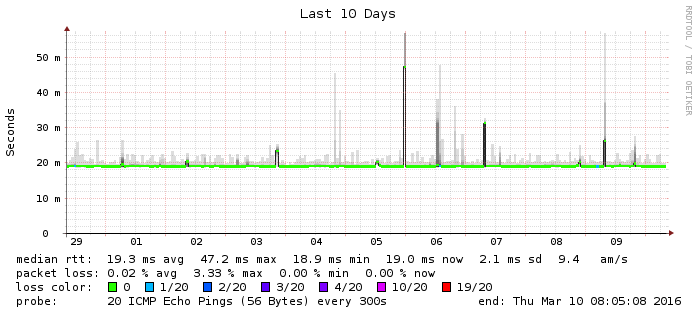 Last 10 Days
RRDTOOL / TOBI OETIKER
Seconds
50 m
40 m
30 m
20 m
10 m
0
29 01 02 03 04 05 06 07 08 09
median rtt: 19.3 ms avg 47.2 ms max 18.9 ms min 19.0 ms now 2.1 ms sd 9.4 am/s
packet loss: 0.02 % avg 3.33 % max 0.00 % min 0.00 % now
loss color: 0 1/20 2/20 3/20 4/20 10/20 19/20
probe: 20 ICMP Echo Pings (56 Bytes) every 300s end: Thu Mar 10 08:05:08 2016